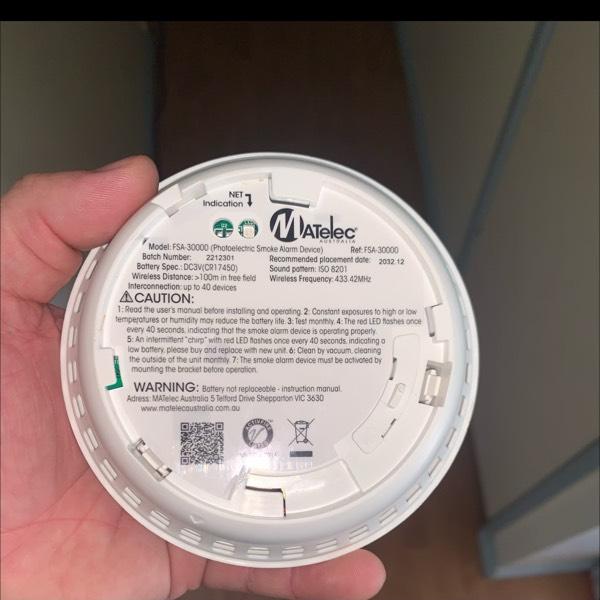 NET
Indication
MATelec
AUSTRALIA
Model: FSA-30000 (Photoelectric Smoke Alarm Device) Ref: FSA-30000
Batch Number: 2212301 Recommended placement date: 2032.12
Battery Spec.: DC3V(CR17450) Sound pattern: ISO 8201
Wireless Distance: >100m in free field Wireless Frequency: 433.42MHz
Interconnection: up to 40 devices
CAUTION:
1: Read the user's manual before installing and operating. 2: Constant exposures to high or low
temperatures or humidity may reduce the battery life. 3: Test monthly. 4: The red LED flashes once
every 40 seconds, indicating that the smoke alarm device is operating properly.
5: An intermittent "chirp" with red LED flashes once every 40 seconds, indicating a
low battery, please buy and replace with new unit. 6: Clean by vacuum, cleaning
the outside of the unit monthly. 7: The smoke alarm device must be activated by
mounting the bracket before operation.
WARNING: Battery not replaceable - instruction manual.
Adress: MATelec Australia 5 Telford Drive Shepparton VIC 3630
www.matelecaustralia.com.au